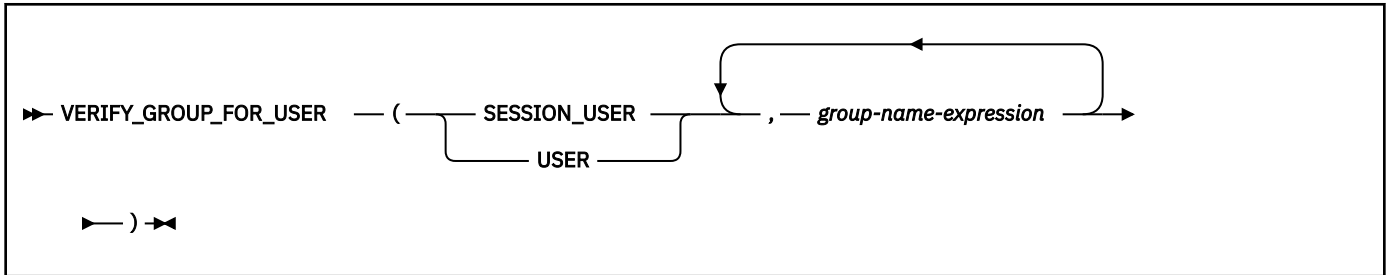 VERIFY_GROUP_FOR_USER ( SESSION_USER , group-name-expression
USER
)